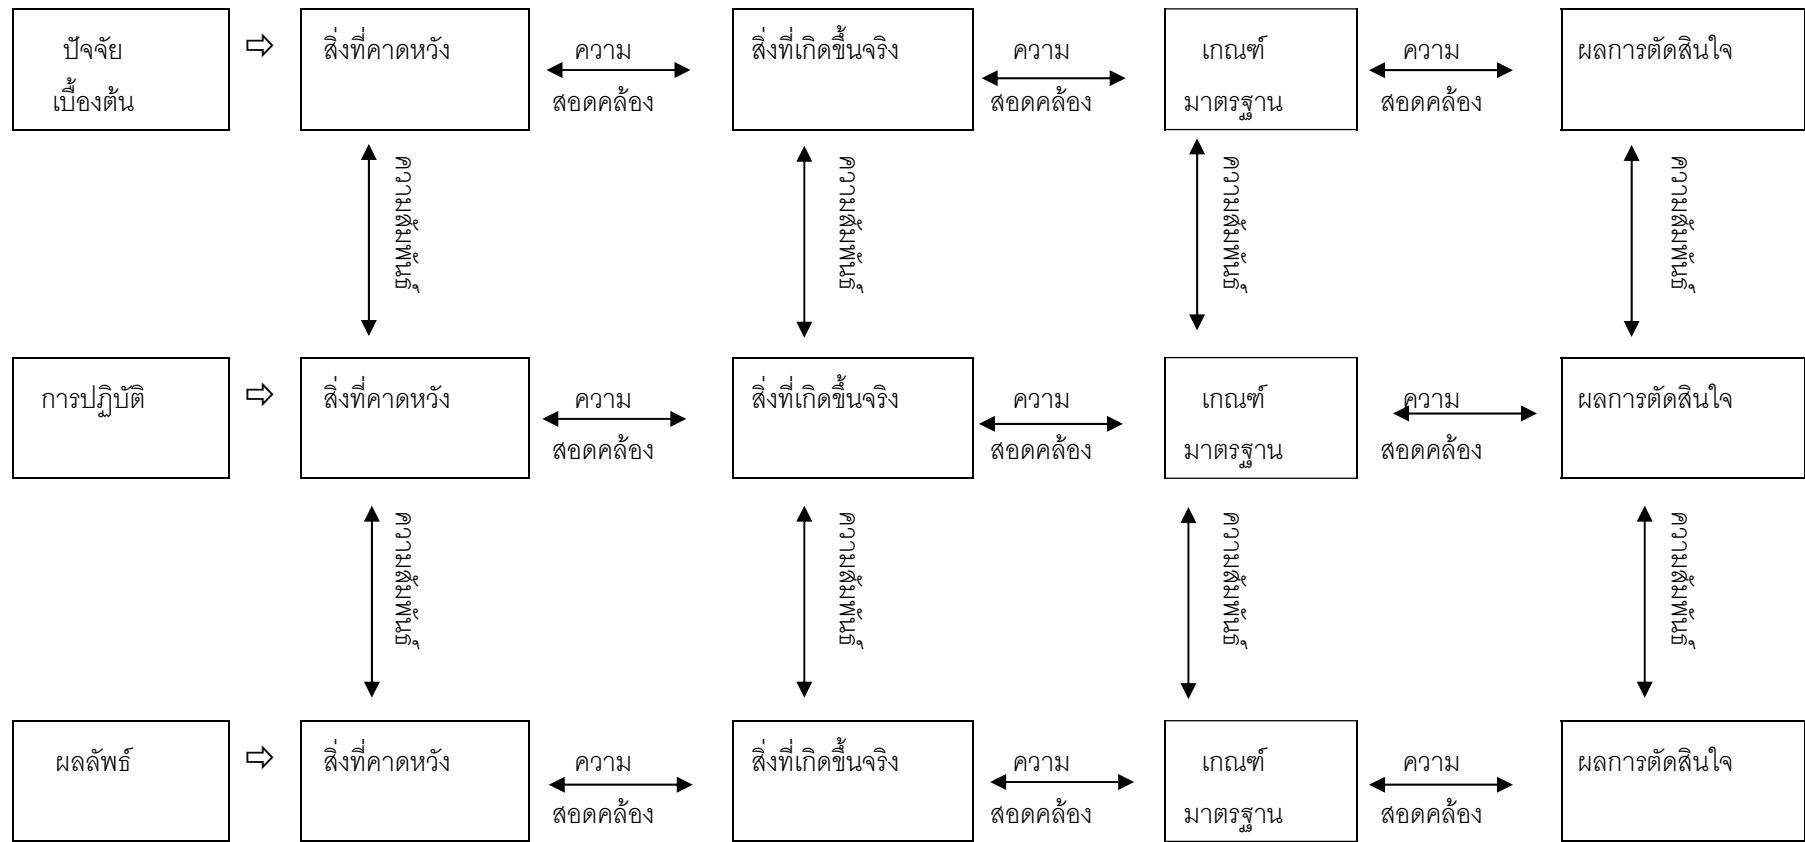 ปัจจัย
เบื้องต้น
⇨
สิ่งที่คาดหวัง
ความ
สอดคล้อง
สิ่งที่เกิดขึ้นจริง
ความ
สอดคล้อง
เกณฑ์
มาตรฐาน
ความ
สอดคล้อง
ผลการตัดสินใจ
ความสัมพันธ์
ความสัมพันธ์
ความสัมพันธ์
ความสัมพันธ์
การปฏิบัติ
⇨
สิ่งที่คาดหวัง
ความ
สอดคล้อง
สิ่งที่เกิดขึ้นจริง
ความ
สอดคล้อง
เกณฑ์
มาตรฐาน
ความ
สอดคล้อง
ผลการตัดสินใจ
ความสัมพันธ์
ความสัมพันธ์
ความสัมพันธ์
ความสัมพันธ์
ผลลัพธ์
⇨
สิ่งที่คาดหวัง
ความ
สอดคล้อง
สิ่งที่เกิดขึ้นจริง
ความ
สอดคล้อง
เกณฑ์
มาตรฐาน
ความ
สอดคล้อง
ผลการตัดสินใจ